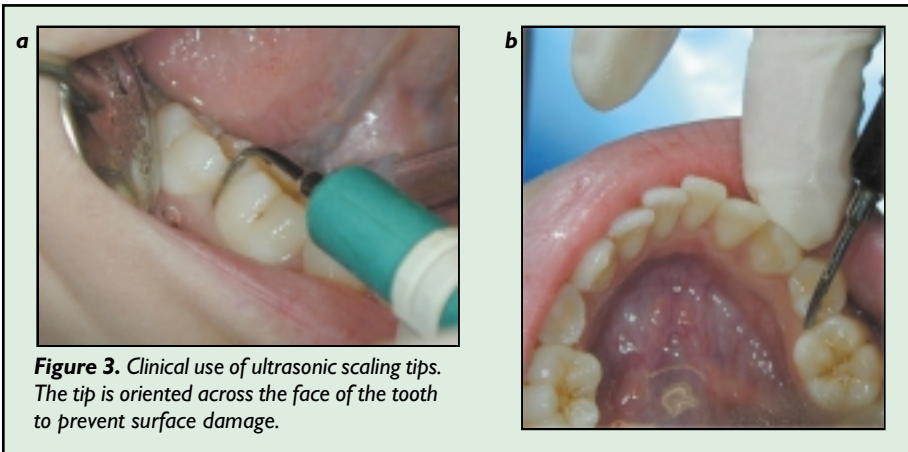 a
b
Figure 3. Clinical use of ultrasonic scaling tips.
The tip is oriented across the face of the tooth
to prevent surface damage.